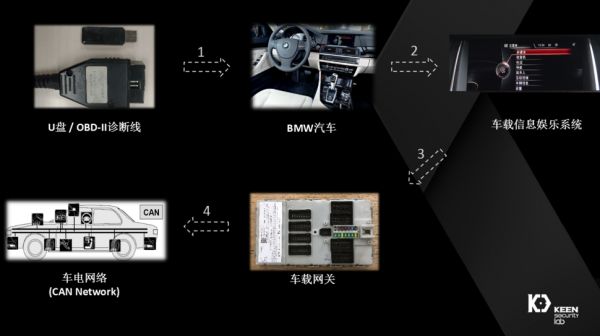 1
2
U盘 / OBD-II诊断线
BMW汽车
车载信息娱乐系统
3
4
CAN
车电网络
(CAN Network)
车载网关
KEEN
security
lab